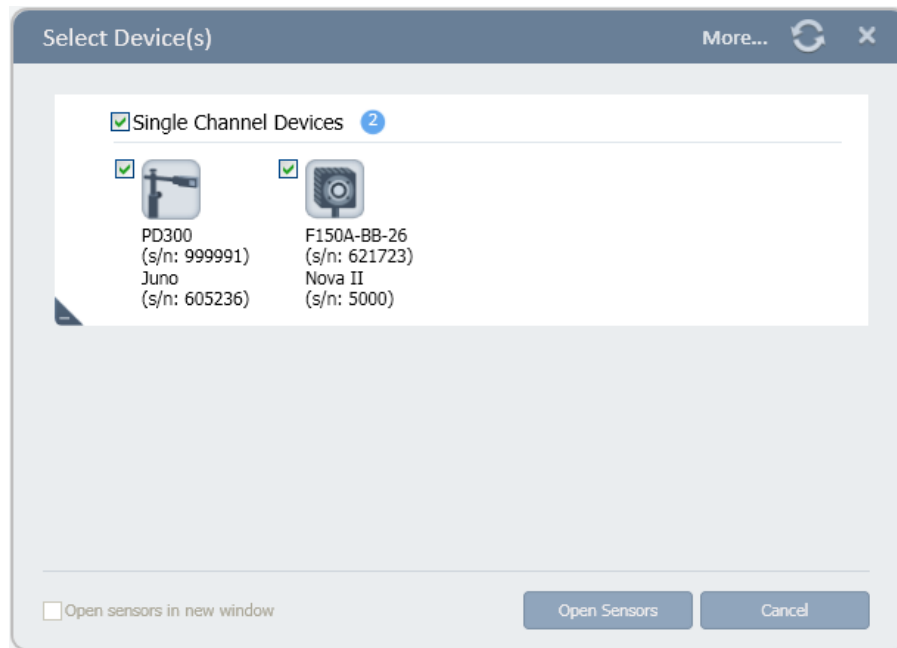 Select Device(s) More...
Single Channel Devices 2
PD300
(s/n: 999991)
Juno
(s/n: 605236)
F150A-BB-26
(s/n: 621723)
Nova II
(s/n: 5000)
Open sensors in new window
Open Sensors
Cancel